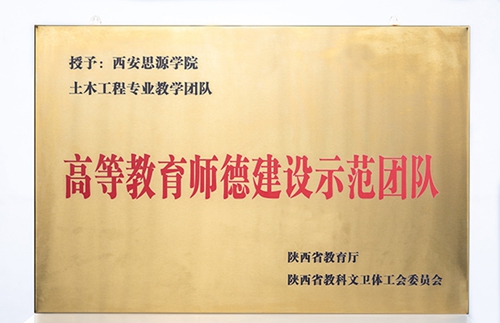 授予：西安思源学院
土木工程专业教学团队
高等教育师德建设示范团队
陕西省教育厅
陕西省教科文卫体工会委员会